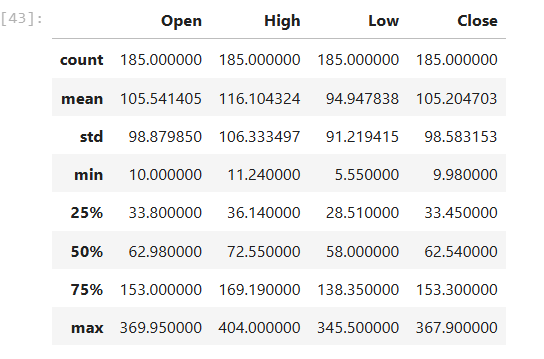 [43]:
Open High Low Close
count 185.000000 185.000000 185.000000 185.000000
mean 105.541405 116.104324 94.947838 105.204703
std 98.879850 106.333497 91.219415 98.583153
min 10.000000 11.240000 5.550000 9.980000
25% 33.800000 36.140000 28.510000 33.450000
50% 62.980000 72.550000 58.000000 62.540000
75% 153.000000 169.190000 138.350000 153.300000
max 369.950000 404.000000 345.500000 367.900000